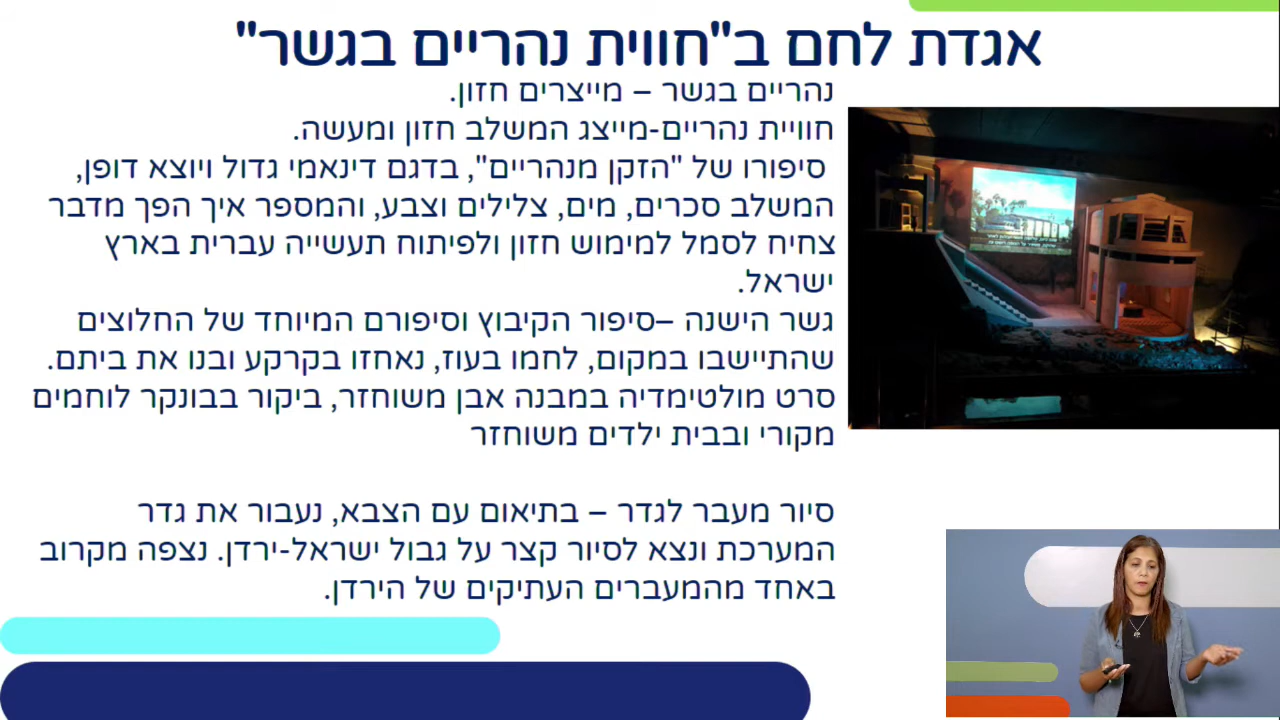 אגדת לחם ב"חווית נהריים בגשר"
נהריים בגשר – מייצרים חזון.
חוויית נהריים-מייצג המשלב חזון ומעשה.
סיפורו של "הזקן מנהריים", בדגם דינאמי גדול ויוצא דופן,
המשלב סכרים, מים, צלילים וצבע, והמספר איך הפך מדבר
צחיח לסמל למימוש חזון ולפיתוח תעשייה עברית בארץ
ישראל.
גשר הישנה –סיפור הקיבוץ וסיפורם המיוחד של החלוצים
שהתיישבו במקום, לחמו בעוז, נאחזו בקרקע ובנו את ביתם.
סרט מולטימדיה במבנה אבן משוחזר, ביקור בבונקר לוחמים
מקורי ובבית ילדים משוחזר
סיור מעבר לגדר – בתיאום עם הצבא, נעבור את גדר
המערכת ונצא לסיור קצר על גבול ישראל-ירדן. נצפה מקרוב
באחד מהמעברים העתיקים של הירדן.